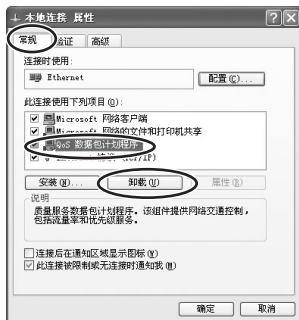 本地连接 属性
常规 验证 高级
连接时使用:
Ethernet 配置(C)...
此连接使用下列项目(O):
Microsoft 网络客户端
Microsoft 网络的文件和打印机共享
QoS 数据包计划程序
(TCP/IP)
安装(N)... 卸载(U) 属性(R)
说明
质量服务数据包计划程序。该组件提供网络交通控制,
包括流量率和优先级服务。
连接后在通知区域显示图标(W)
此连接被限制或无连接时通知我(M)
确定 取消